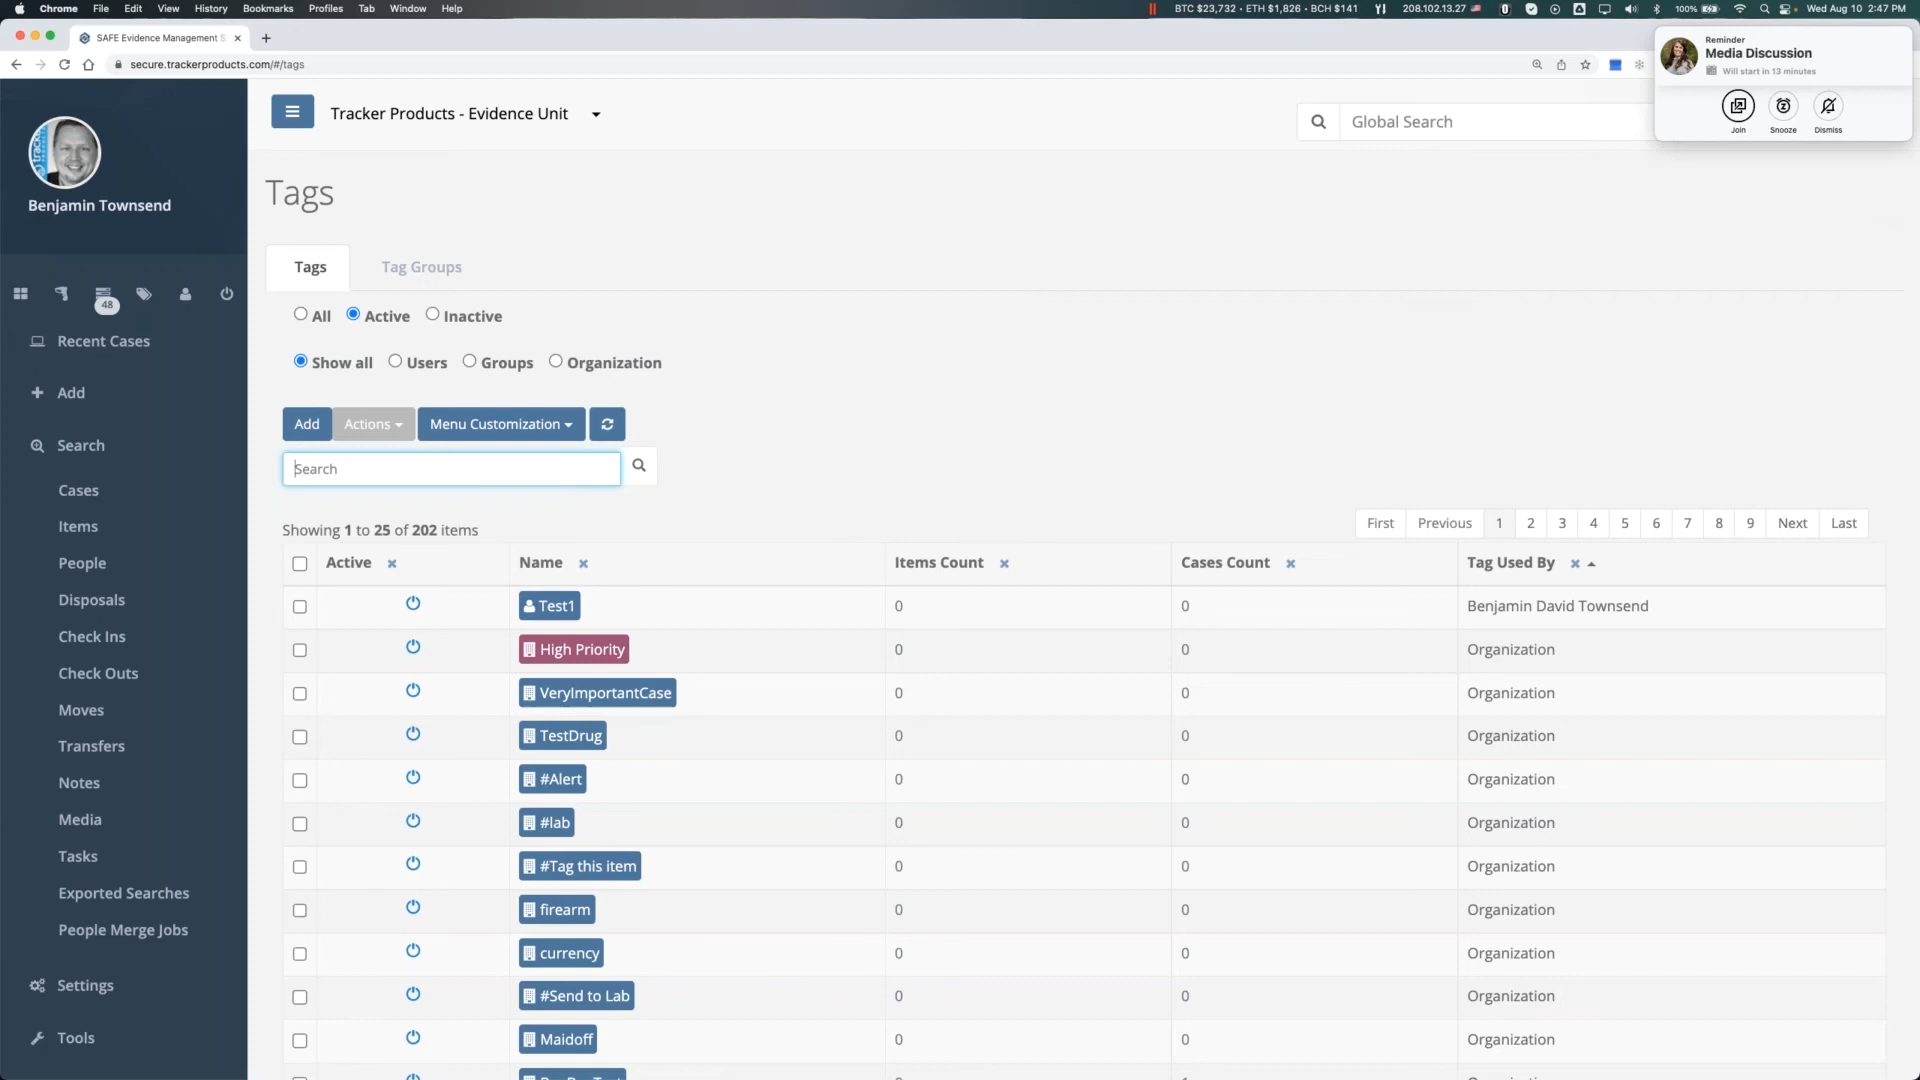 Chrome File Edit View History Bookmarks Profiles Tab Window Help
BTC $23,732 • ETH $1,826 • BCH $141 208.102.13.27 100% Wed Aug 10 2:47 PM
SAFE Evidence Management S
secure.trackerproducts.com/#/tags
Reminder
Media Discussion
Will start in 13 minutes
Join Snooze Dismiss
Tracker Products - Evidence Unit
Global Search
Benjamin Townsend
48
Recent Cases
Add
Search
Cases
Items
People
Disposals
Check Ins
Check Outs
Moves
Transfers
Notes
Media
Tasks
Exported Searches
People Merge Jobs
Settings
Tools
Tags
Tags Tag Groups
All Active Inactive
Show all Users Groups Organization
Add Actions Menu Customization
Search
Showing 1 to 25 of 202 items
First Previous 1 2 3 4 5 6 7 8 9 Next Last
Active Name Items Count Cases Count Tag Used By
Test1 0 0 Benjamin David Townsend
High Priority 0 0 Organization
VeryImportantCase 0 0 Organization
TestDrug 0 0 Organization
#Alert 0 0 Organization
#lab 0 0 Organization
#Tag this item 0 0 Organization
firearm 0 0 Organization
currency 0 0 Organization
#Send to Lab 0 0 Organization
Maidoff 0 0 Organization